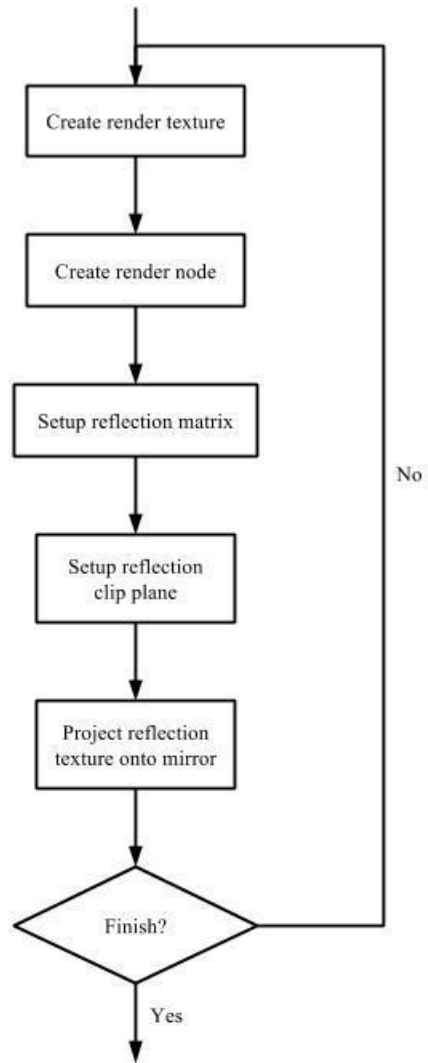 Create render texture
Create render node
Setup reflection matrix
No
Setup reflection
clip plane
Project reflection
texture onto mirror
Finish?
Yes